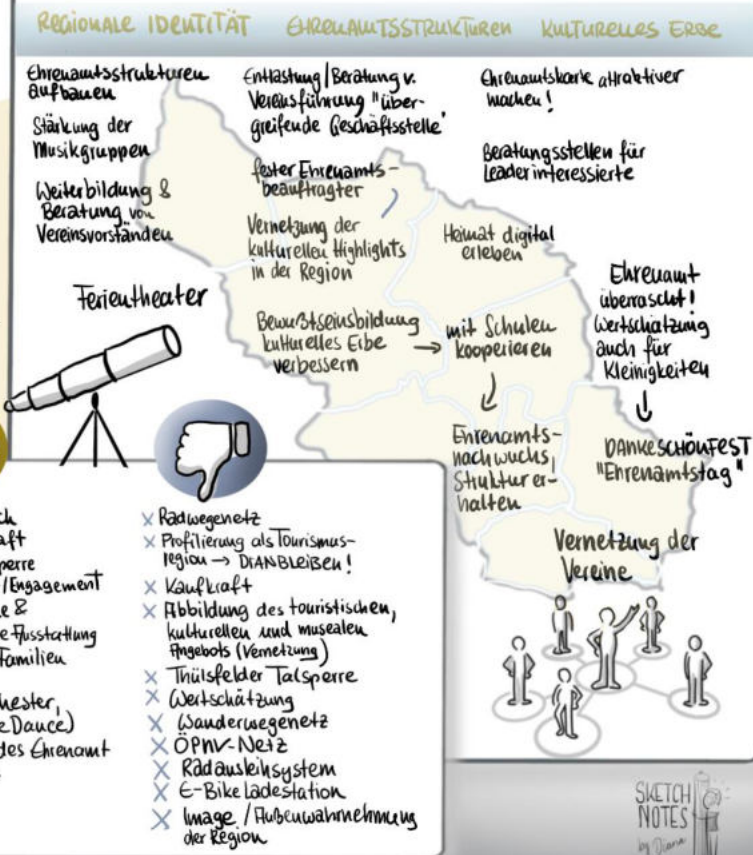 REGIONALE IDENTITÄT EHRENAMTSSTRUKTUREN KULTURELLES ERBE
Ehrenamtsstrukturen
aufbauen
Stärkung der
Musikgruppen
Weiterbildung &
Beratung von
Vereinsvorständen
Ferientheater
Entlastung/Beratung v.
Vereinsführung "über-
greifende Geschäftsstelle"
fester Ehrenamts-
beauftragter
Vernetzung der
kulturellen Highlights
in der Region
Bewußtseinsbildung
kulturelles Erbe
verbessern
→ mit Schulen
kooperieren
Ehrenamts-
nachwuchs,
Struktur er-
halten
Ehrenamtskarte attraktiver
machen!
Beratungsstellen für
Leaderinteressierte
Heimat digital
erleben
Ehrenamt
überrascht!
Wertschätzung
auch für
Kleinigkeiten
DANKESCHÖNFEST
"Ehrenamtstag"
Vernetzung der
Vereine
/Engagement
&
Ausstattung
Familien
Dance)
des Ehrenamt
x Radwegenetz
x Profilierung als Tourismus-
region → DRANBLEIBEN!
x Kaufkraft
x Abbildung des touristischen,
kulturellen und musealen
Angebots (Vernetzung)
x Thülsfelder Talsperre
x Wertschätzung
x Wanderwegenetz
x ÖPNV-Netz
x Radausleihsystem
x E-Bike Ladestation
x Image / Außenwahrnehmung
der Region
SKETCH
NOTES
by Diana